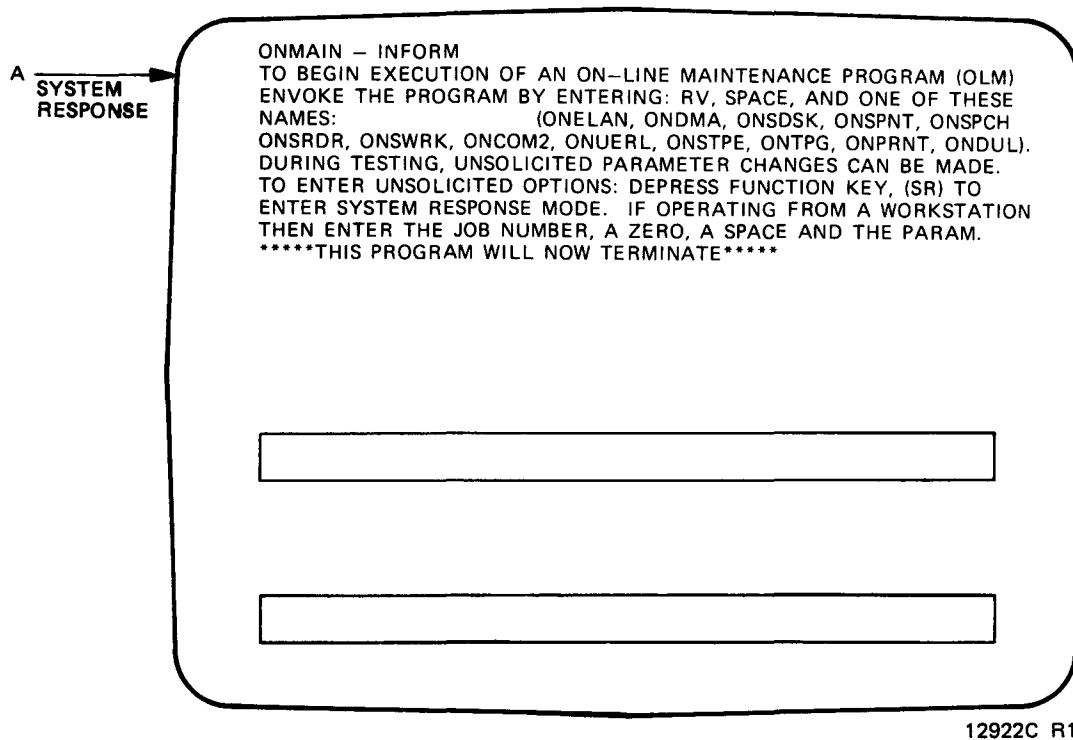 A SYSTEM
RESPONSE
ONMAIN – INFORM
TO BEGIN EXECUTION OF AN ON–LINE MAINTENANCE PROGRAM (OLM)
ENVOKE THE PROGRAM BY ENTERING: RV, SPACE, AND ONE OF THESE
NAMES: (ONELAN, ONDMA, ONSDSK, ONSPNT, ONSPCH
ONSRDR, ONSWRK, ONCOM2, ONUERL, ONSTPE, ONTPG, ONPRNT, ONDUL).
DURING TESTING, UNSOLICITED PARAMETER CHANGES CAN BE MADE.
TO ENTER UNSOLICITED OPTIONS: DEPRESS FUNCTION KEY, (SR) TO
ENTER SYSTEM RESPONSE MODE. IF OPERATING FROM A WORKSTATION
THEN ENTER THE JOB NUMBER, A ZERO, A SPACE AND THE PARAM.
*****THIS PROGRAM WILL NOW TERMINATE*****
12922C R1